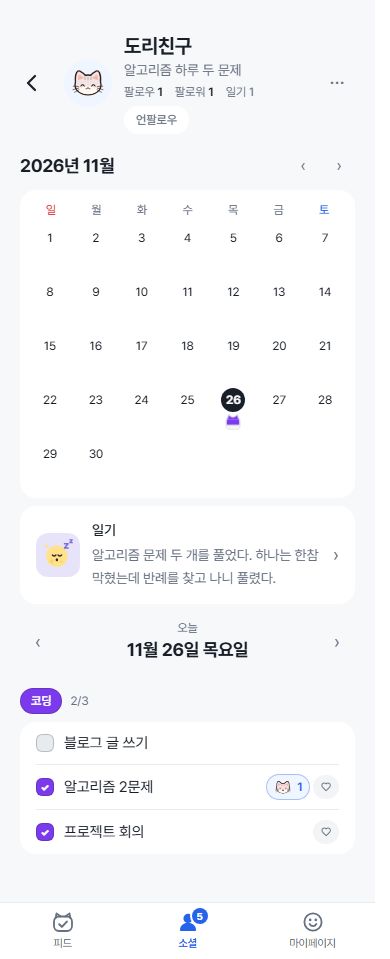 도리친구
알고리즘 하루 두 문제
팔로우 1 팔로워 1 일기 1
언팔로우
2026년 11월
일 월 화 수 목 금 토
1 2 3 4 5 6 7
8 9 10 11 12 13 14
15 16 17 18 19 20 21
22 23 24 25 26 27 28
29 30
일기
알고리즘 문제 두 개를 풀었다. 하나는 한참
막혔는데 반례를 찾고 나니 풀렸다.
오늘
11월 26일 목요일
코딩 2/3
블로그 글 쓰기
알고리즘 2문제 1
프로젝트 회의
5
피드 소셜 마이페이지